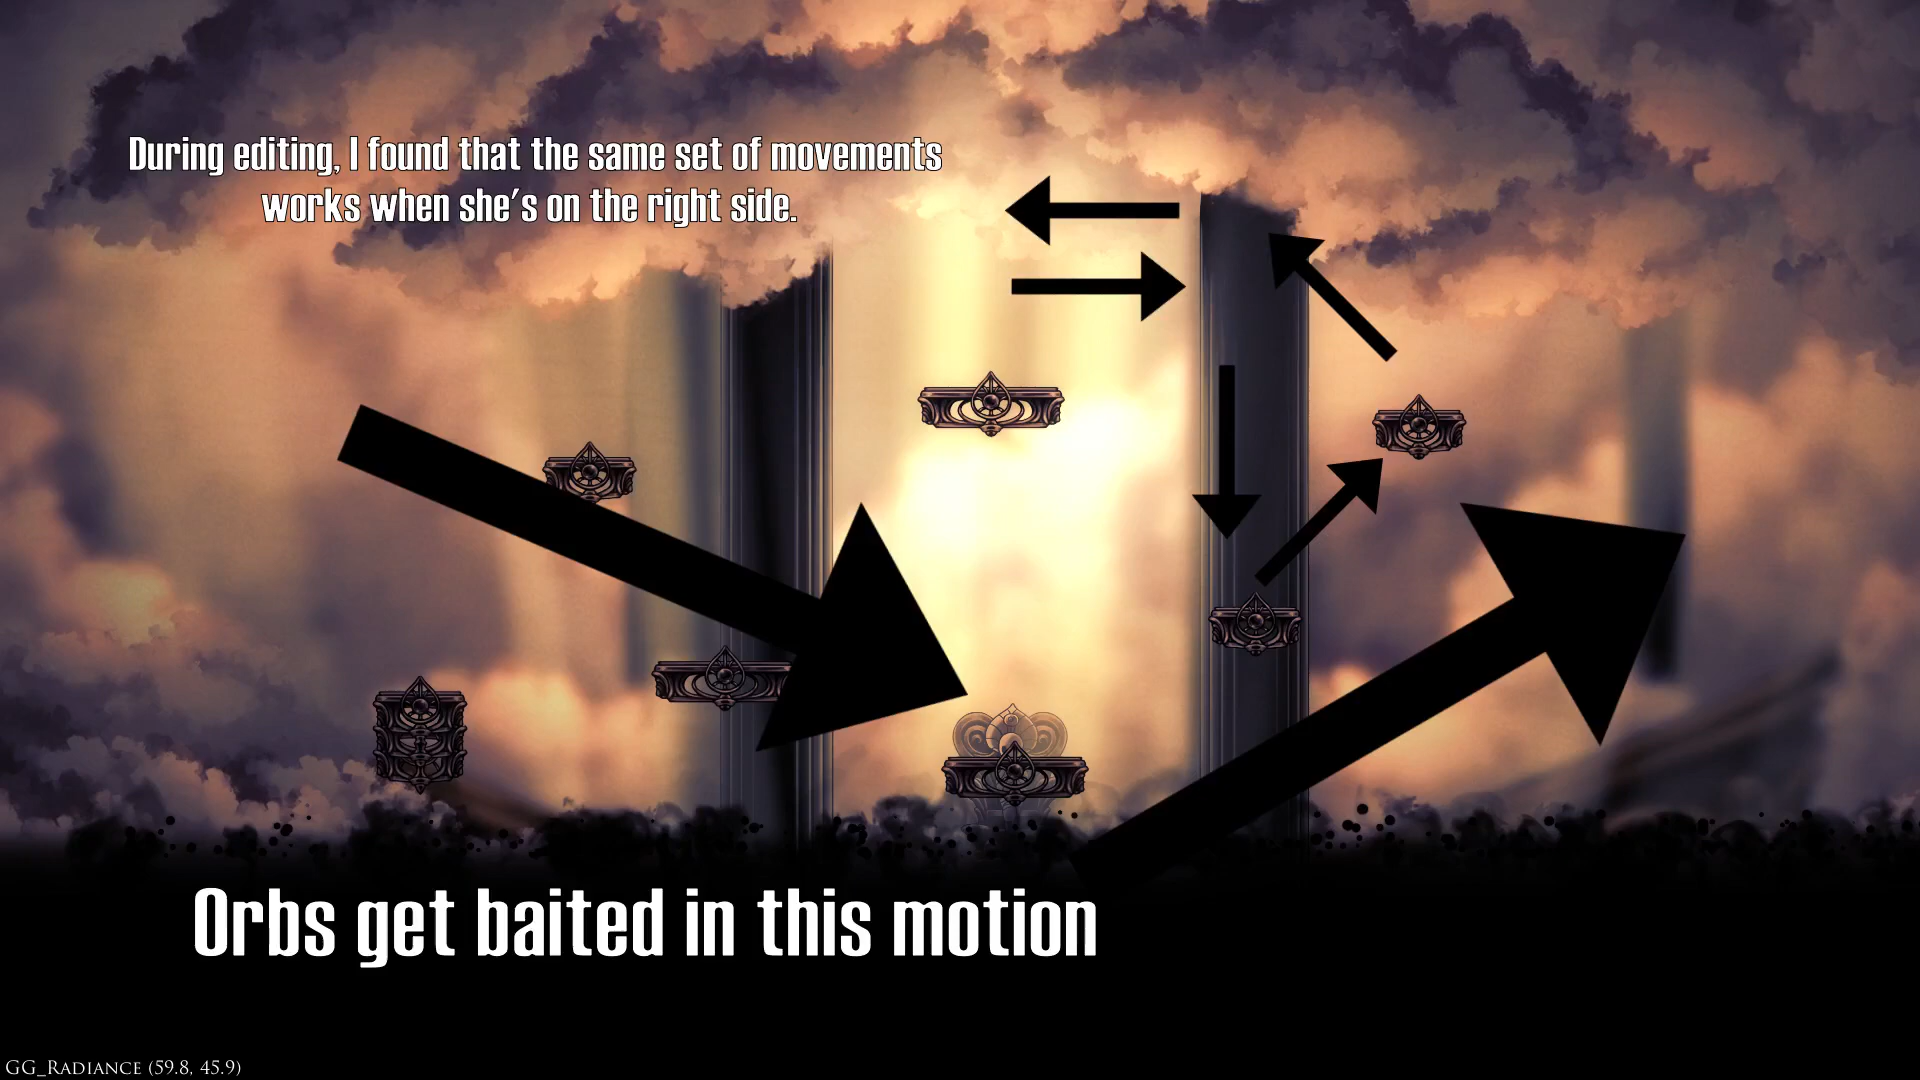 During editing, I found that the same set of movements
works when she's on the right side.
Orbs get baited in this motion
GG_Radiance (59.8, 45.9)